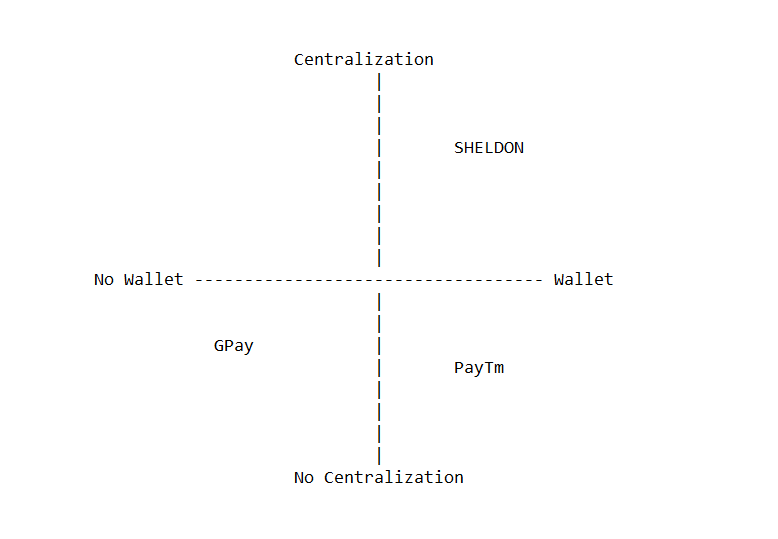 Centralization
SHELDON
No Wallet ----------------------------------- Wallet
GPay
PayTm
No Centralization